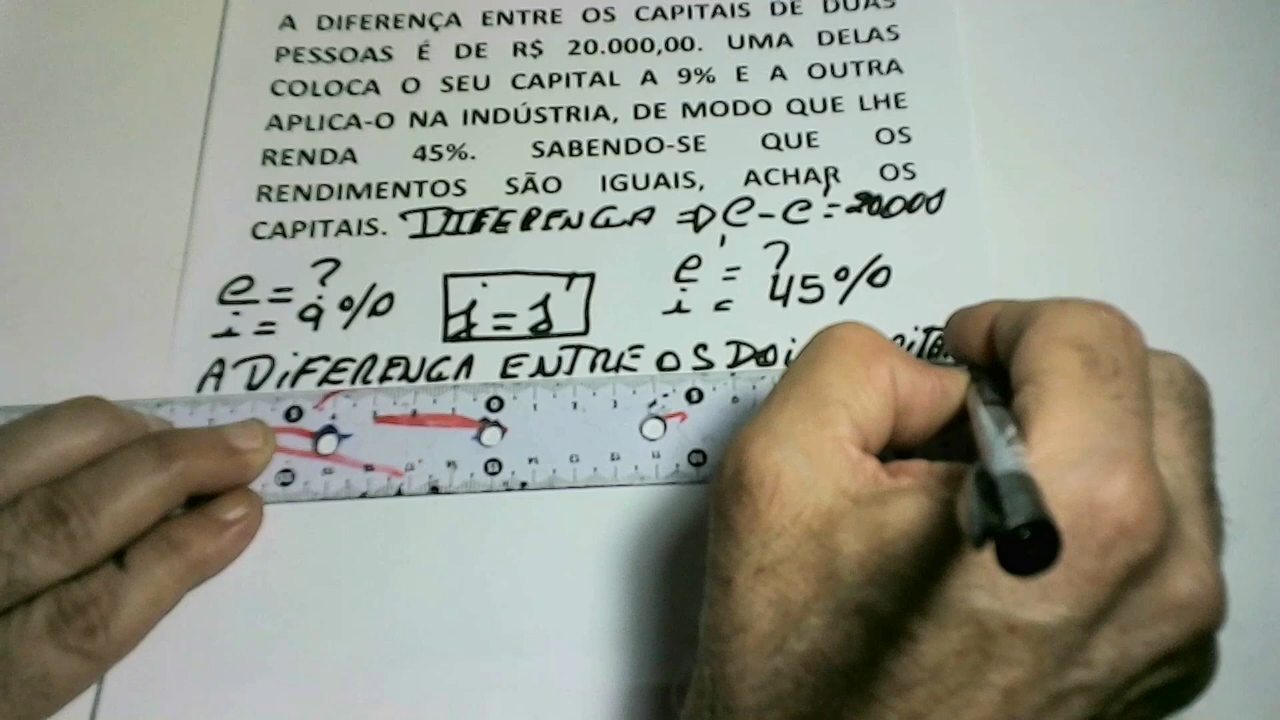 A DIFERENÇA ENTRE OS CAPITAIS DE DUAS
PESSOAS É DE R$ 20.000,00. UMA DELAS
COLOCA O SEU CAPITAL A 9% E A OUTRA
APLICA-O NA INDÚSTRIA, DE MODO QUE LHE
RENDA 45%. SABENDO-SE QUE OS
RENDIMENTOS SÃO IGUAIS, ACHAR OS
CAPITAIS. DIFERENÇA => C - C' = 20000
C = ? j = j' C' = ?
i = 9% i = 45%
A DIFERENÇA ENTRE OS